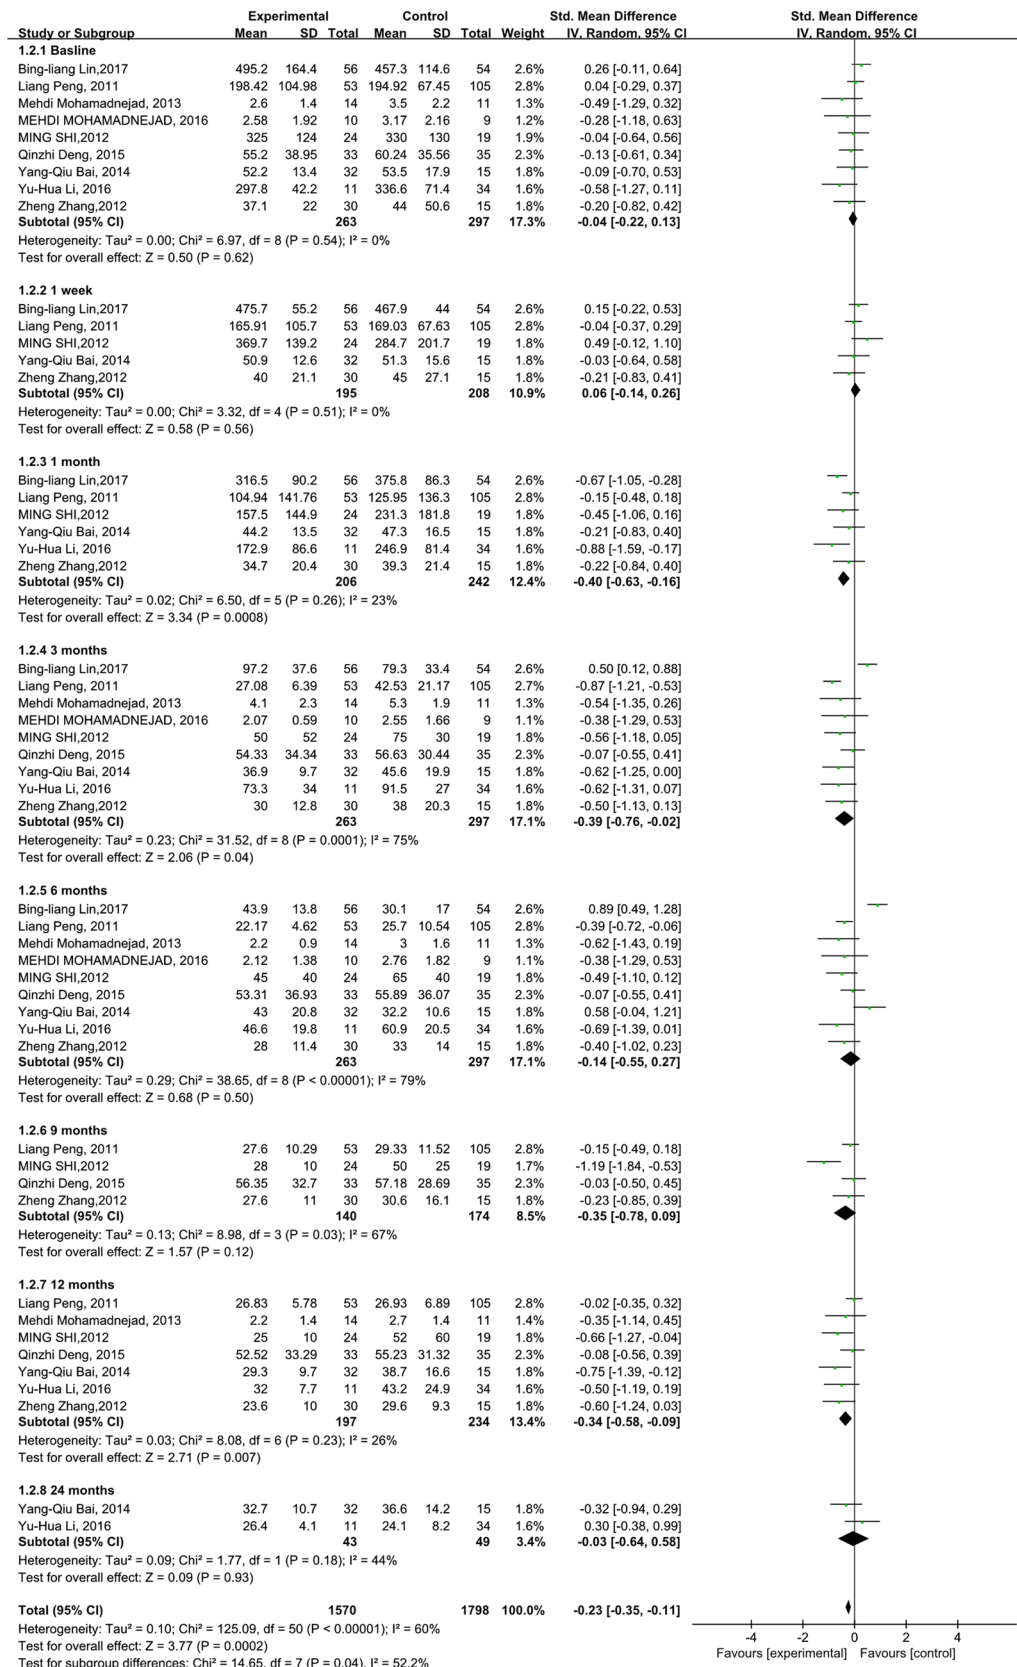 Experimental Control Std. Mean Difference Std. Mean Difference
Study or Subgroup Mean SD Total Mean SD Total Weight IV, Random, 95% CI IV, Random, 95% CI
1.2.1 Basline
Bing-liang Lin,2017 495.2 164.4 56 457.3 114.6 54 2.6% 0.26 [-0.11, 0.64]
Liang Peng, 2011 198.42 104.98 53 194.92 67.45 105 2.8% 0.04 [-0.29, 0.37]
Mehdi Mohamadnejad, 2013 2.6 1.4 14 3.5 2.2 11 1.3% -0.49 [-1.29, 0.32]
MEHDI MOHAMADNEJAD, 2016 2.58 1.92 10 3.17 2.16 9 1.1% -0.28 [-1.18, 0.63]
MING SHI,2012 325 124 24 330 130 19 1.9% -0.04 [-0.64, 0.56]
Qinzhi Deng, 2015 55.2 38.95 33 60.24 35.56 35 2.3% -0.13 [-0.61, 0.34]
Yang-Qiu Bai, 2014 52.2 13.4 32 53.5 17.9 15 1.8% -0.09 [-0.70, 0.53]
Yu-Hua Li, 2016 297.8 42.2 11 336.6 71.4 34 1.6% -0.58 [-1.27, 0.11]
Zheng Zhang,2012 37.1 22 30 44 50.6 15 1.8% -0.20 [-0.82, 0.42]
Subtotal (95% CI) 263 297 17.3% -0.04 [-0.22, 0.13]
Heterogeneity: Tau² = 0.00; Chi² = 6.97, df = 8 (P = 0.54); I² = 0%
Test for overall effect: Z = 0.50 (P = 0.62)
1.2.2 1 week
Bing-liang Lin,2017 475.7 55.2 56 467.9 44 54 2.6% 0.15 [-0.22, 0.53]
Liang Peng, 2011 165.91 105.7 53 169.03 67.63 105 2.8% -0.04 [-0.37, 0.29]
MING SHI,2012 369.7 139.2 24 284.7 201.7 19 1.8% 0.49 [-0.12, 1.10]
Yang-Qiu Bai, 2014 50.9 12.6 32 51.3 15.6 15 1.8% -0.03 [-0.64, 0.58]
Zheng Zhang,2012 40 21.1 30 45 27.1 15 1.8% -0.21 [-0.83, 0.41]
Subtotal (95% CI) 195 208 10.9% 0.06 [-0.14, 0.26]
Heterogeneity: Tau² = 0.00; Chi² = 3.32, df = 4 (P = 0.51); I² = 0%
Test for overall effect: Z = 0.58 (P = 0.56)
1.2.3 1 month
Bing-liang Lin,2017 316.5 90.2 56 375.8 86.3 54 2.6% -0.67 [-1.05, -0.28]
Liang Peng, 2011 104.94 141.76 53 125.95 136.3 105 2.8% -0.15 [-0.48, 0.18]
MING SHI,2012 157.5 144.9 24 231.3 181.8 19 1.8% -0.45 [-1.06, 0.16]
Yang-Qiu Bai, 2014 44.2 13.5 32 47.3 16.5 15 1.8% -0.21 [-0.83, 0.40]
Yu-Hua Li, 2016 172.9 86.6 11 246.9 81.4 34 1.6% -0.88 [-1.59, -0.17]
Zheng Zhang,2012 34.7 20.4 30 39.3 21.4 15 1.8% -0.22 [-0.84, 0.40]
Subtotal (95% CI) 206 242 12.4% -0.40 [-0.63, -0.16]
Heterogeneity: Tau² = 0.02; Chi² = 6.50, df = 5 (P = 0.26); I² = 23%
Test for overall effect: Z = 3.34 (P = 0.0008)
1.2.4 3 months
Bing-liang Lin,2017 97.2 37.6 56 79.3 33.4 54 2.6% 0.50 [0.12, 0.88]
Liang Peng, 2011 27.08 6.39 53 42.53 21.17 105 2.7% -0.87 [-1.21, -0.53]
Mehdi Mohamadnejad, 2013 4.1 2.3 14 5.3 1.9 11 1.3% -0.54 [-1.35, 0.26]
MEHDI MOHAMADNEJAD, 2016 2.07 0.59 10 2.55 1.66 9 1.1% -0.38 [-1.29, 0.53]
MING SHI,2012 50 52 24 75 30 19 1.8% -0.56 [-1.18, 0.05]
Qinzhi Deng, 2015 54.33 34.34 33 56.63 30.44 35 2.3% -0.07 [-0.55, 0.41]
Yang-Qiu Bai, 2014 36.9 9.7 32 45.6 19.9 15 1.8% -0.62 [-1.25, 0.00]
Yu-Hua Li, 2016 73.3 34 11 91.5 27 34 1.6% -0.62 [-1.31, 0.07]
Zheng Zhang,2012 30 12.8 30 38 20.3 15 1.8% -0.50 [-1.13, 0.13]
Subtotal (95% CI) 263 297 17.1% -0.39 [-0.76, -0.02]
Heterogeneity: Tau² = 0.23; Chi² = 31.52, df = 8 (P = 0.0001); I² = 75%
Test for overall effect: Z = 2.06 (P = 0.04)
1.2.5 6 months
Bing-liang Lin,2017 43.9 13.8 56 30.1 17 54 2.6% 0.89 [0.49, 1.28]
Liang Peng, 2011 22.17 4.62 53 25.7 10.54 105 2.8% -0.39 [-0.72, -0.06]
Mehdi Mohamadnejad, 2013 2.2 0.9 14 3 1.6 11 1.3% -0.62 [-1.43, 0.19]
MEHDI MOHAMADNEJAD, 2016 2.12 1.38 10 2.76 1.82 9 1.1% -0.38 [-1.29, 0.53]
MING SHI,2012 45 40 24 65 40 19 1.8% -0.49 [-1.10, 0.12]
Qinzhi Deng, 2015 53.31 36.93 33 55.89 36.07 35 2.3% -0.07 [-0.55, 0.41]
Yang-Qiu Bai, 2014 43 20.8 32 32.2 10.6 15 1.8% 0.58 [-0.04, 1.21]
Yu-Hua Li, 2016 46.6 19.8 11 60.9 20.5 34 1.6% -0.69 [-1.39, 0.01]
Zheng Zhang,2012 28 11.4 30 33 14 15 1.8% -0.40 [-1.02, 0.23]
Subtotal (95% CI) 263 297 17.1% -0.14 [-0.55, 0.27]
Heterogeneity: Tau² = 0.29; Chi² = 38.65, df = 8 (P < 0.00001); I² = 79%
Test for overall effect: Z = 0.68 (P = 0.50)
1.2.6 9 months
Liang Peng, 2011 27.6 10.29 53 29.33 11.52 105 2.8% -0.15 [-0.49, 0.18]
MING SHI,2012 28 10 24 50 25 19 1.7% -1.19 [-1.84, -0.53]
Qinzhi Deng, 2015 56.35 32.7 33 57.18 28.69 35 2.3% -0.03 [-0.50, 0.45]
Zheng Zhang,2012 27.6 11 30 30.6 16.1 15 1.8% -0.23 [-0.85, 0.39]
Subtotal (95% CI) 140 174 8.5% -0.35 [-0.78, 0.09]
Heterogeneity: Tau² = 0.13; Chi² = 8.98, df = 3 (P = 0.03); I² = 67%
Test for overall effect: Z = 1.57 (P = 0.12)
1.2.7 12 months
Liang Peng, 2011 26.83 5.78 53 26.93 6.89 105 2.8% -0.02 [-0.35, 0.32]
Mehdi Mohamadnejad, 2013 2.2 1.4 14 2.7 1.4 11 1.4% -0.35 [-1.14, 0.45]
MING SHI,2012 25 10 24 52 60 19 1.8% -0.66 [-1.27, -0.04]
Qinzhi Deng, 2015 52.52 33.29 33 55.23 31.32 35 2.3% -0.08 [-0.56, 0.39]
Yang-Qiu Bai, 2014 29.3 9.7 32 38.7 16.6 15 1.8% -0.75 [-1.39, -0.12]
Yu-Hua Li, 2016 32 7.7 11 43.2 24.9 34 1.6% -0.50 [-1.19, 0.19]
Zheng Zhang,2012 23.6 10 30 29.6 9.3 15 1.8% -0.60 [-1.24, 0.03]
Subtotal (95% CI) 197 234 13.4% -0.34 [-0.58, -0.09]
Heterogeneity: Tau² = 0.03; Chi² = 8.08, df = 6 (P = 0.23); I² = 26%
Test for overall effect: Z = 2.71 (P = 0.007)
1.2.8 24 months
Yang-Qiu Bai, 2014 32.7 10.7 32 36.6 14.2 15 1.8% -0.32 [-0.94, 0.29]
Yu-Hua Li, 2016 26.4 4.1 11 24.1 8.2 34 1.6% 0.30 [-0.38, 0.99]
Subtotal (95% CI) 43 49 3.4% -0.03 [-0.64, 0.58]
Heterogeneity: Tau² = 0.09; Chi² = 1.77, df = 1 (P = 0.18); I² = 44%
Test for overall effect: Z = 0.09 (P = 0.93)
Total (95% CI) 1570 1798 100.0% -0.23 [-0.35, -0.11]
Heterogeneity: Tau² = 0.10; Chi² = 125.09, df = 50 (P < 0.00001); I² = 60%
Test for overall effect: Z = 3.77 (P = 0.0002)
Test for subgroup differences: Chi² = 14.65, df = 7 (P = 0.04), I² = 52.2%
-4 -2 0 2 4
Favours [experimental] Favours [control]